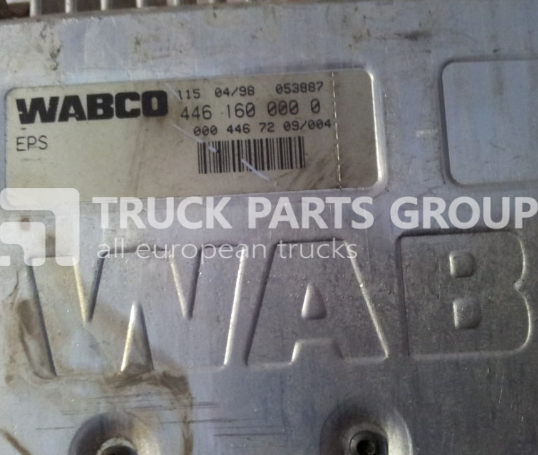 115 04/98 053887
WABCO 446 160 000 0
000 446 72 09/004
EPS
TRUCK PARTS GROUP
all european trucks
WAB